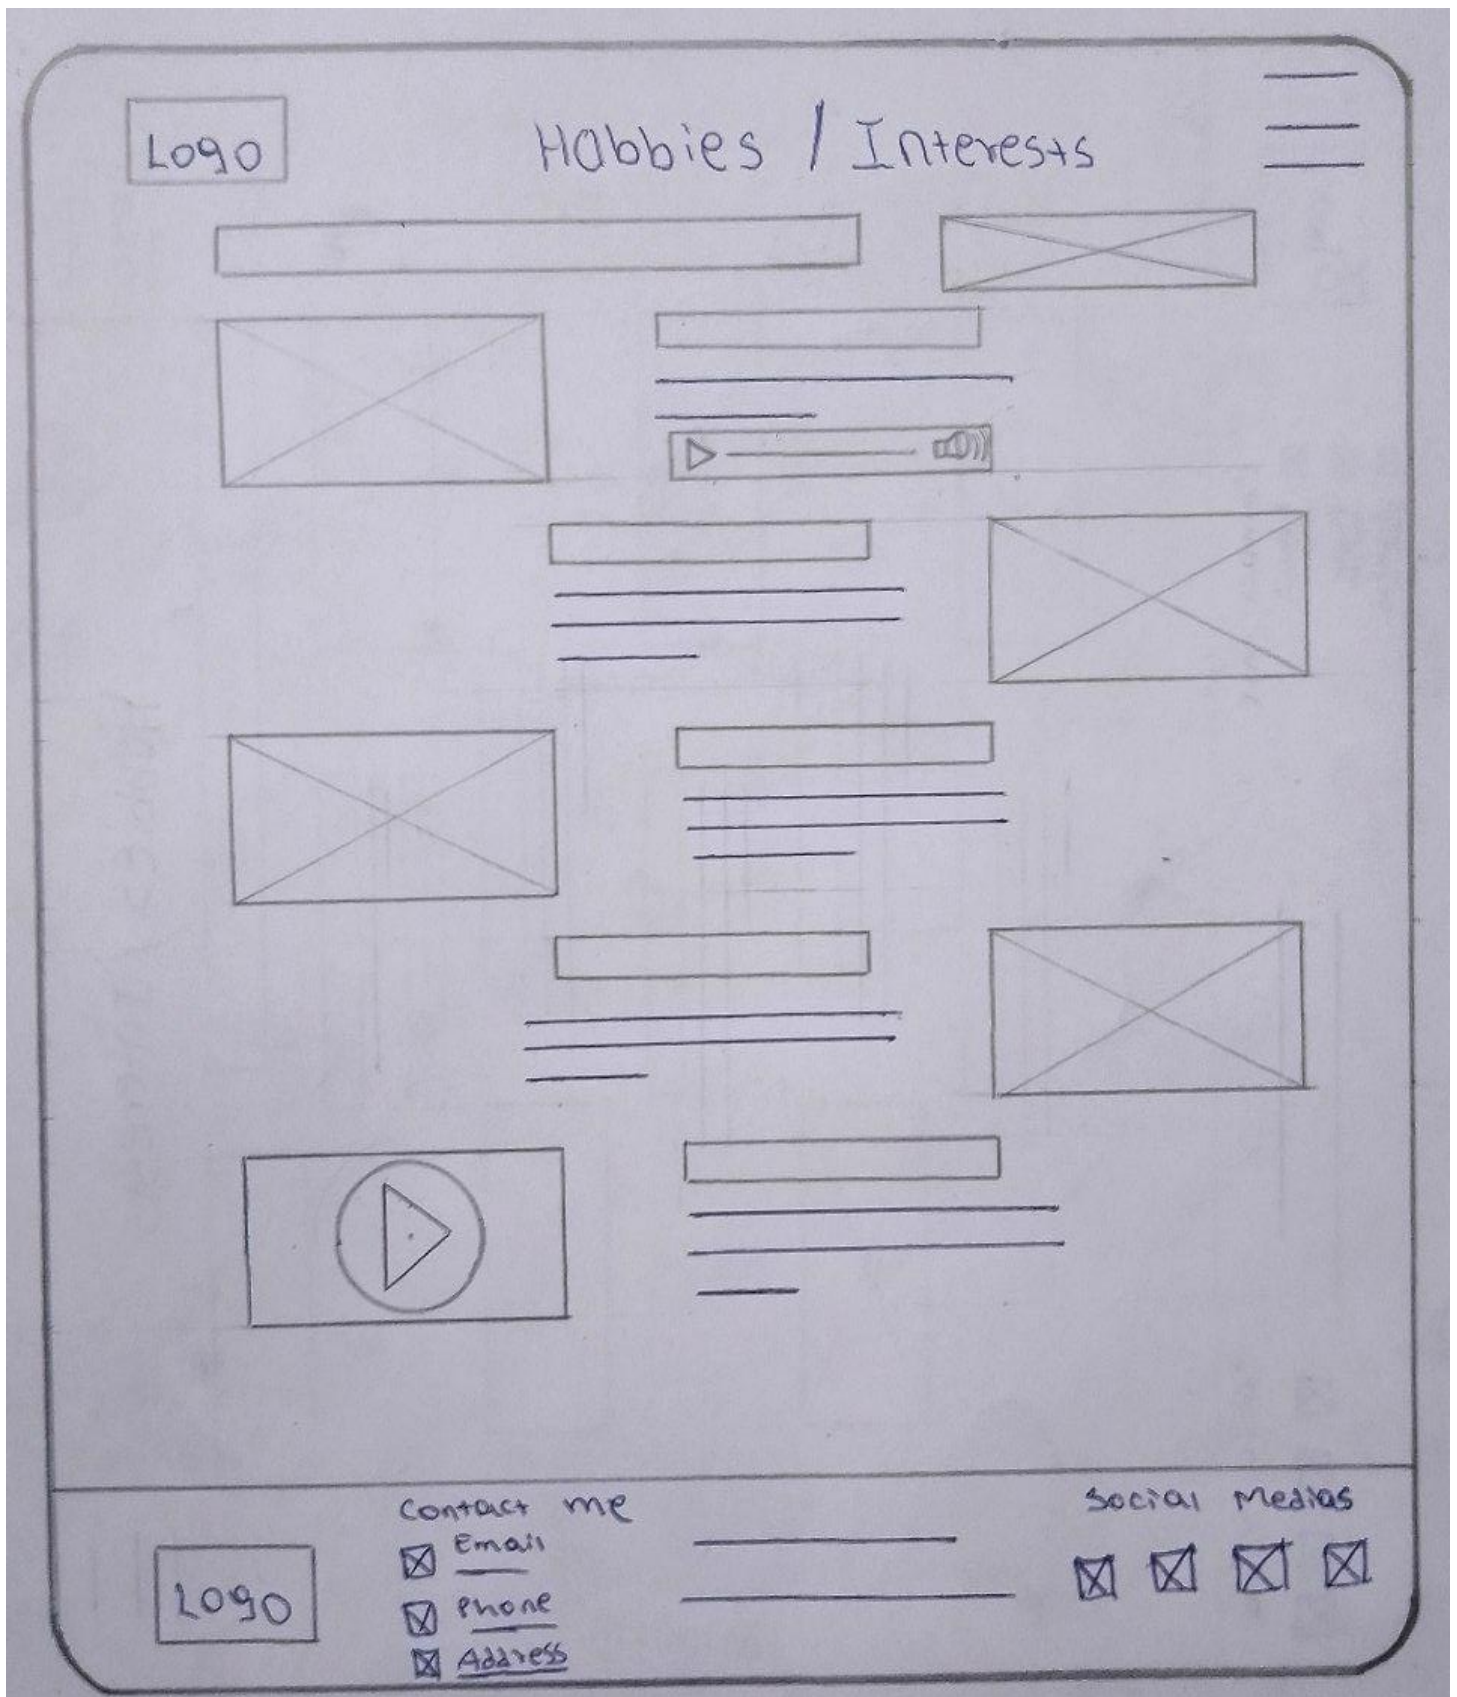 Logo
Hobbies / Interests
Contact me
Email
Phone
Address
Social Medias
Logo